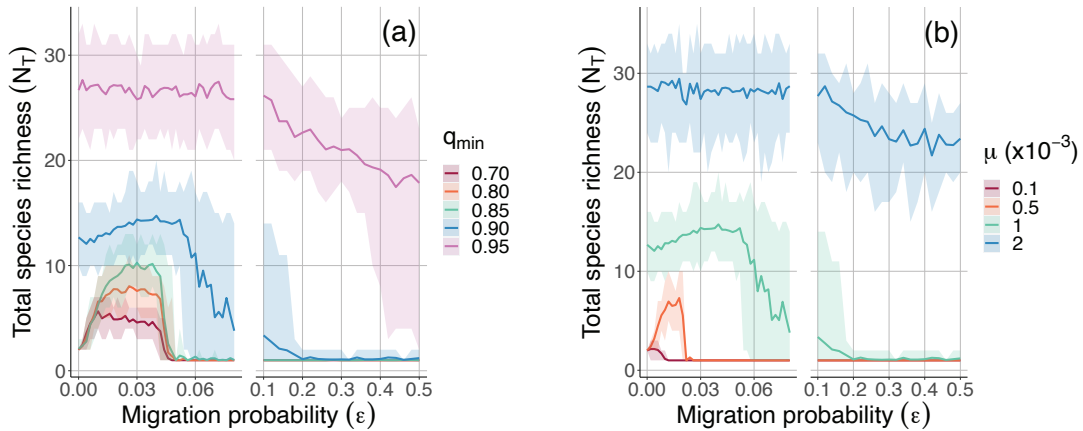 (a)
Total species richness (N_T)
30
20
10
0
0.00 0.03 0.06 0.1 0.2 0.3 0.4 0.5
Migration probability (ε)
q_min
0.70
0.80
0.85
0.90
0.95
(b)
Total species richness (N_T)
30
20
10
0
0.00 0.03 0.06 0.1 0.2 0.3 0.4 0.5
Migration probability (ε)
μ (x10⁻³)
0.1
0.5
1
2